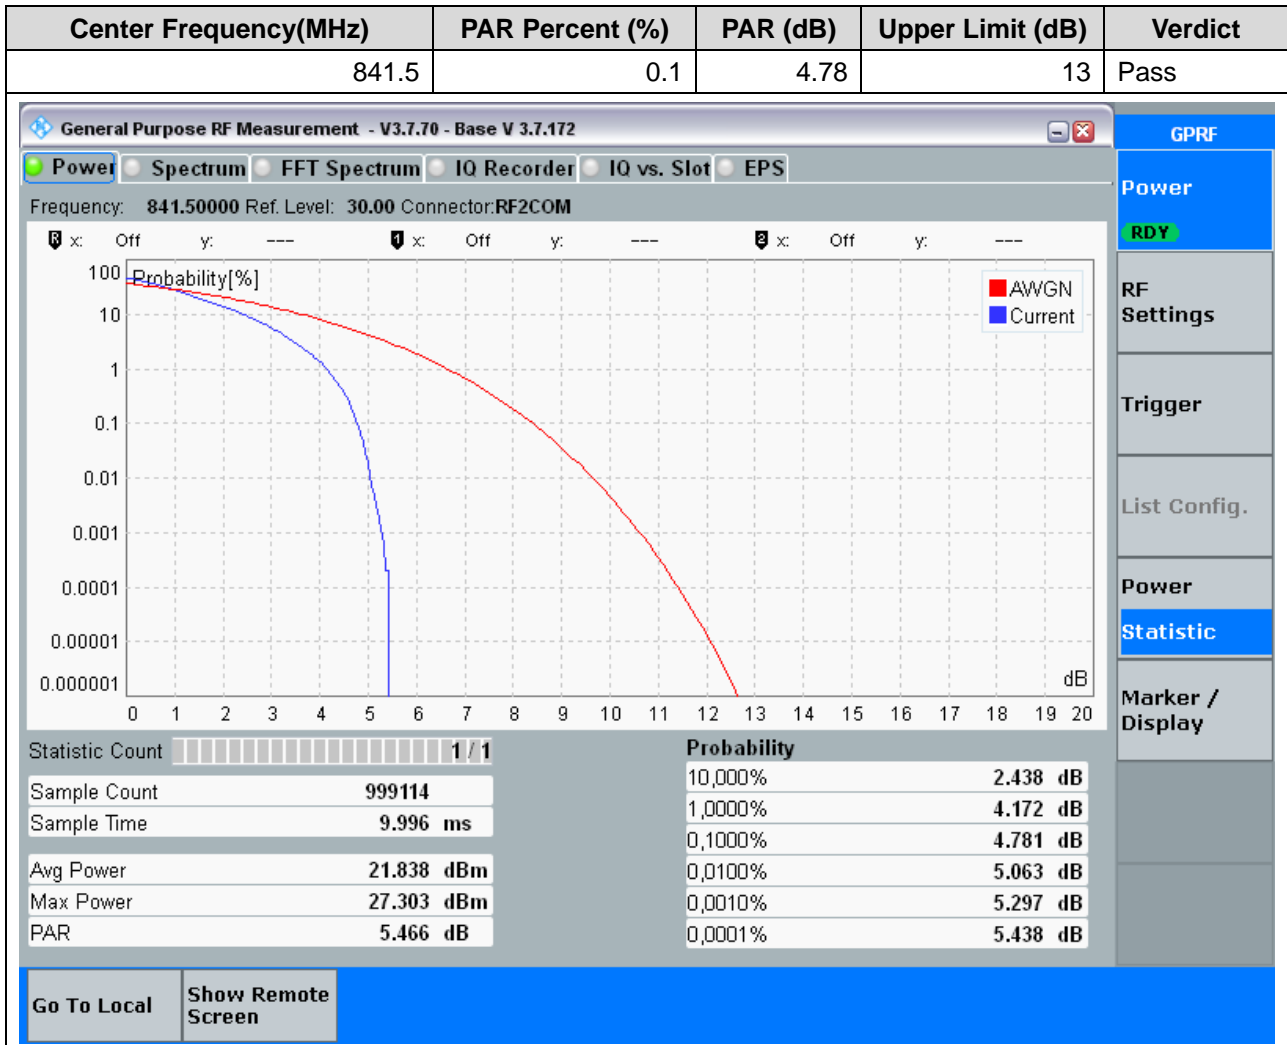 Center Frequency(MHz) PAR Percent (%) PAR (dB) Upper Limit (dB) Verdict
841.5 0.1 4.78 13 Pass
General Purpose RF Measurement - V3.7.70 - Base V 3.7.172
GPRF
Power Spectrum FFT Spectrum IQ Recorder IQ vs. Slot EPS
Power
RDY
Frequency: 841.50000 Ref. Level: 30.00 Connector:RF2COM
R x: Off y: --- 1 x: Off y: --- 2 x: Off y: ---
Probability[%]
100
10
1
0.1
0.01
0.001
0.0001
0.00001
0.000001
AWGN
Current
dB
0 1 2 3 4 5 6 7 8 9 10 11 12 13 14 15 16 17 18 19 20
RF
Settings
Trigger
List Config.
Power
Statistic
Marker /
Display
Statistic Count 1 / 1
Sample Count 999114
Sample Time 9.996 ms
Avg Power 21.838 dBm
Max Power 27.303 dBm
PAR 5.466 dB
Probability
10,000% 2.438 dB
1,0000% 4.172 dB
0,1000% 4.781 dB
0,0100% 5.063 dB
0,0010% 5.297 dB
0,0001% 5.438 dB
Go To Local
Show Remote
Screen